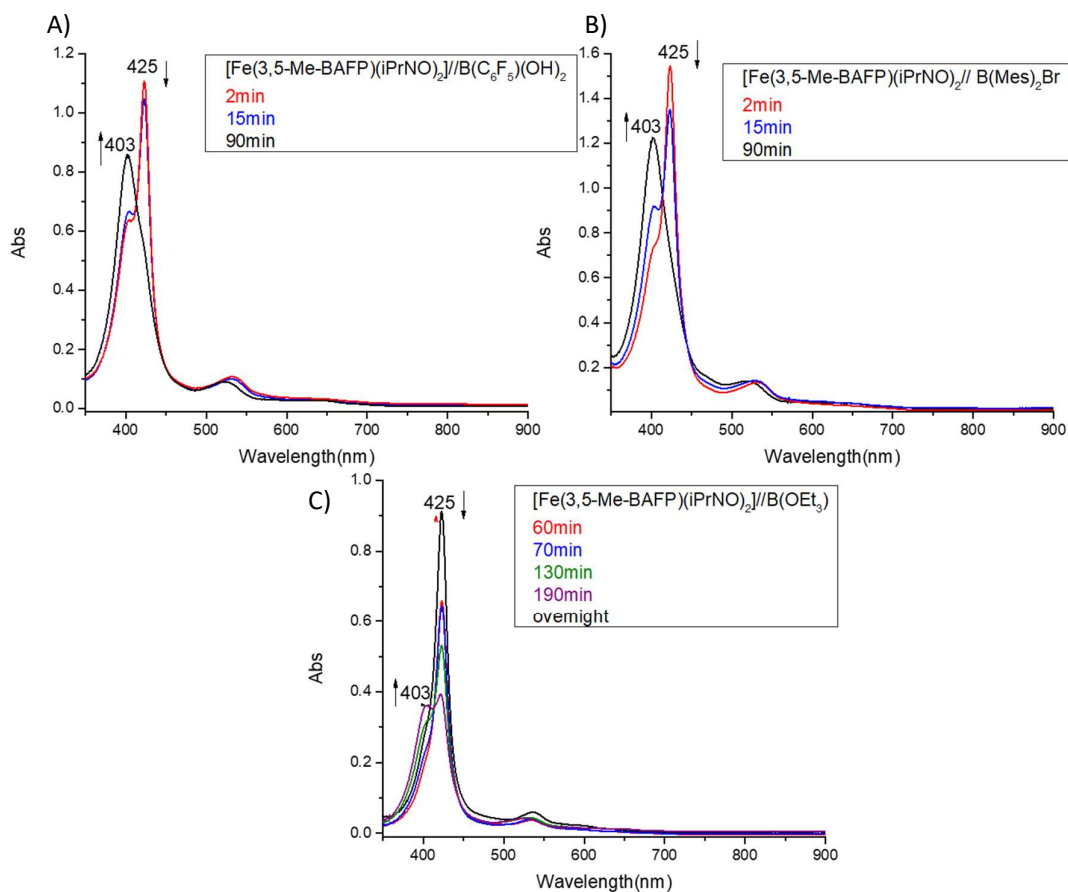 A)
[Fe(3,5-Me-BAFP)(iPrNO)2]//B(C6F5)(OH)2
2min
15min
90min
425
403
Abs
1.2
1.0
0.8
0.6
0.4
0.2
0.0
400 500 600 700 800 900
Wavelength(nm)
B)
[Fe(3,5-Me-BAFP)(iPrNO)2// B(Mes)2Br
2min
15min
90min
425
403
Abs
1.6
1.4
1.2
1.0
0.8
0.6
0.4
0.2
400 500 600 700 800 900
Wavelength(nm)
C)
[Fe(3,5-Me-BAFP)(iPrNO)2]//B(OEt3)
60min
70min
130min
190min
overnight
425
403
Abs
1.0
0.8
0.6
0.4
0.2
0.0
400 500 600 700 800 900
Wavelength(nm)